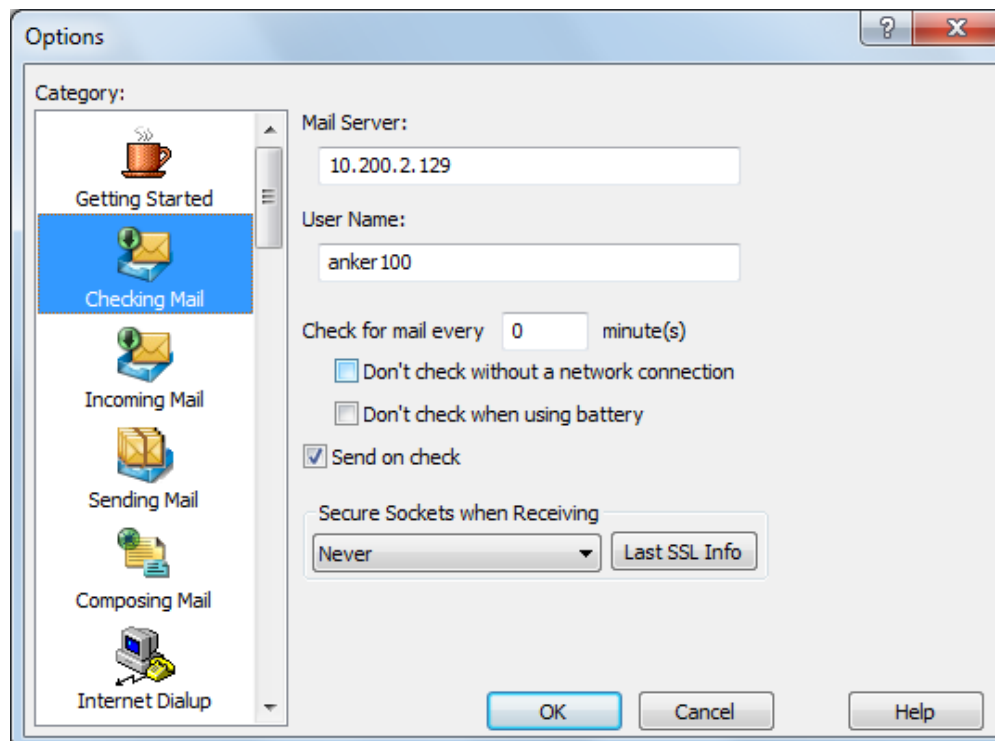 Options
?
Category:
Getting Started
Checking Mail
Incoming Mail
Sending Mail
Composing Mail
Internet Dialup
Mail Server:
10.200.2.129
User Name:
anker100
Check for mail every 0 minute(s)
Don't check without a network connection
Don't check when using battery
Send on check
Secure Sockets when Receiving
Never
Last SSL Info
OK
Cancel
Help